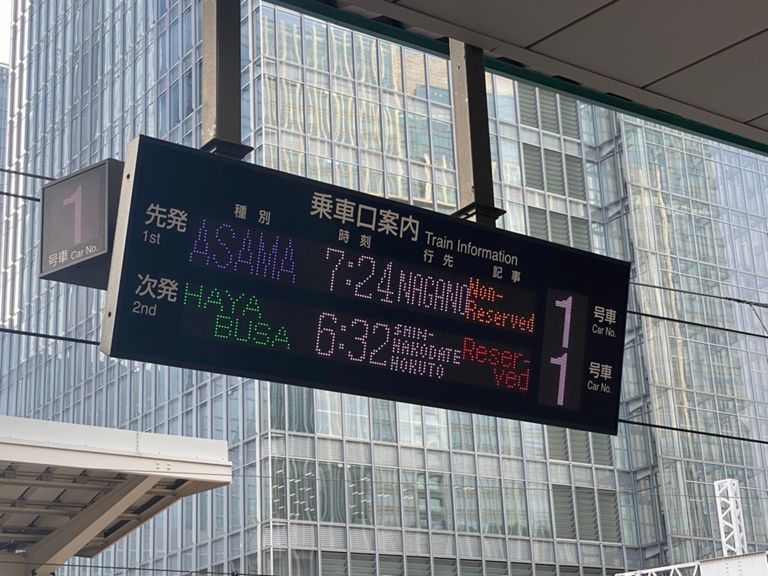 乗車口案内 Train Information
種別 時刻 行先 記事
先発 1st ASAMA 7:24 NAGANO Non-Reserved 1 号車 Car No.
次発 2nd HAYABUSA 6:32 SHIN-HAKODATE HOKUTO Reser-ved 1 号車 Car No.
1
号車 Car No.